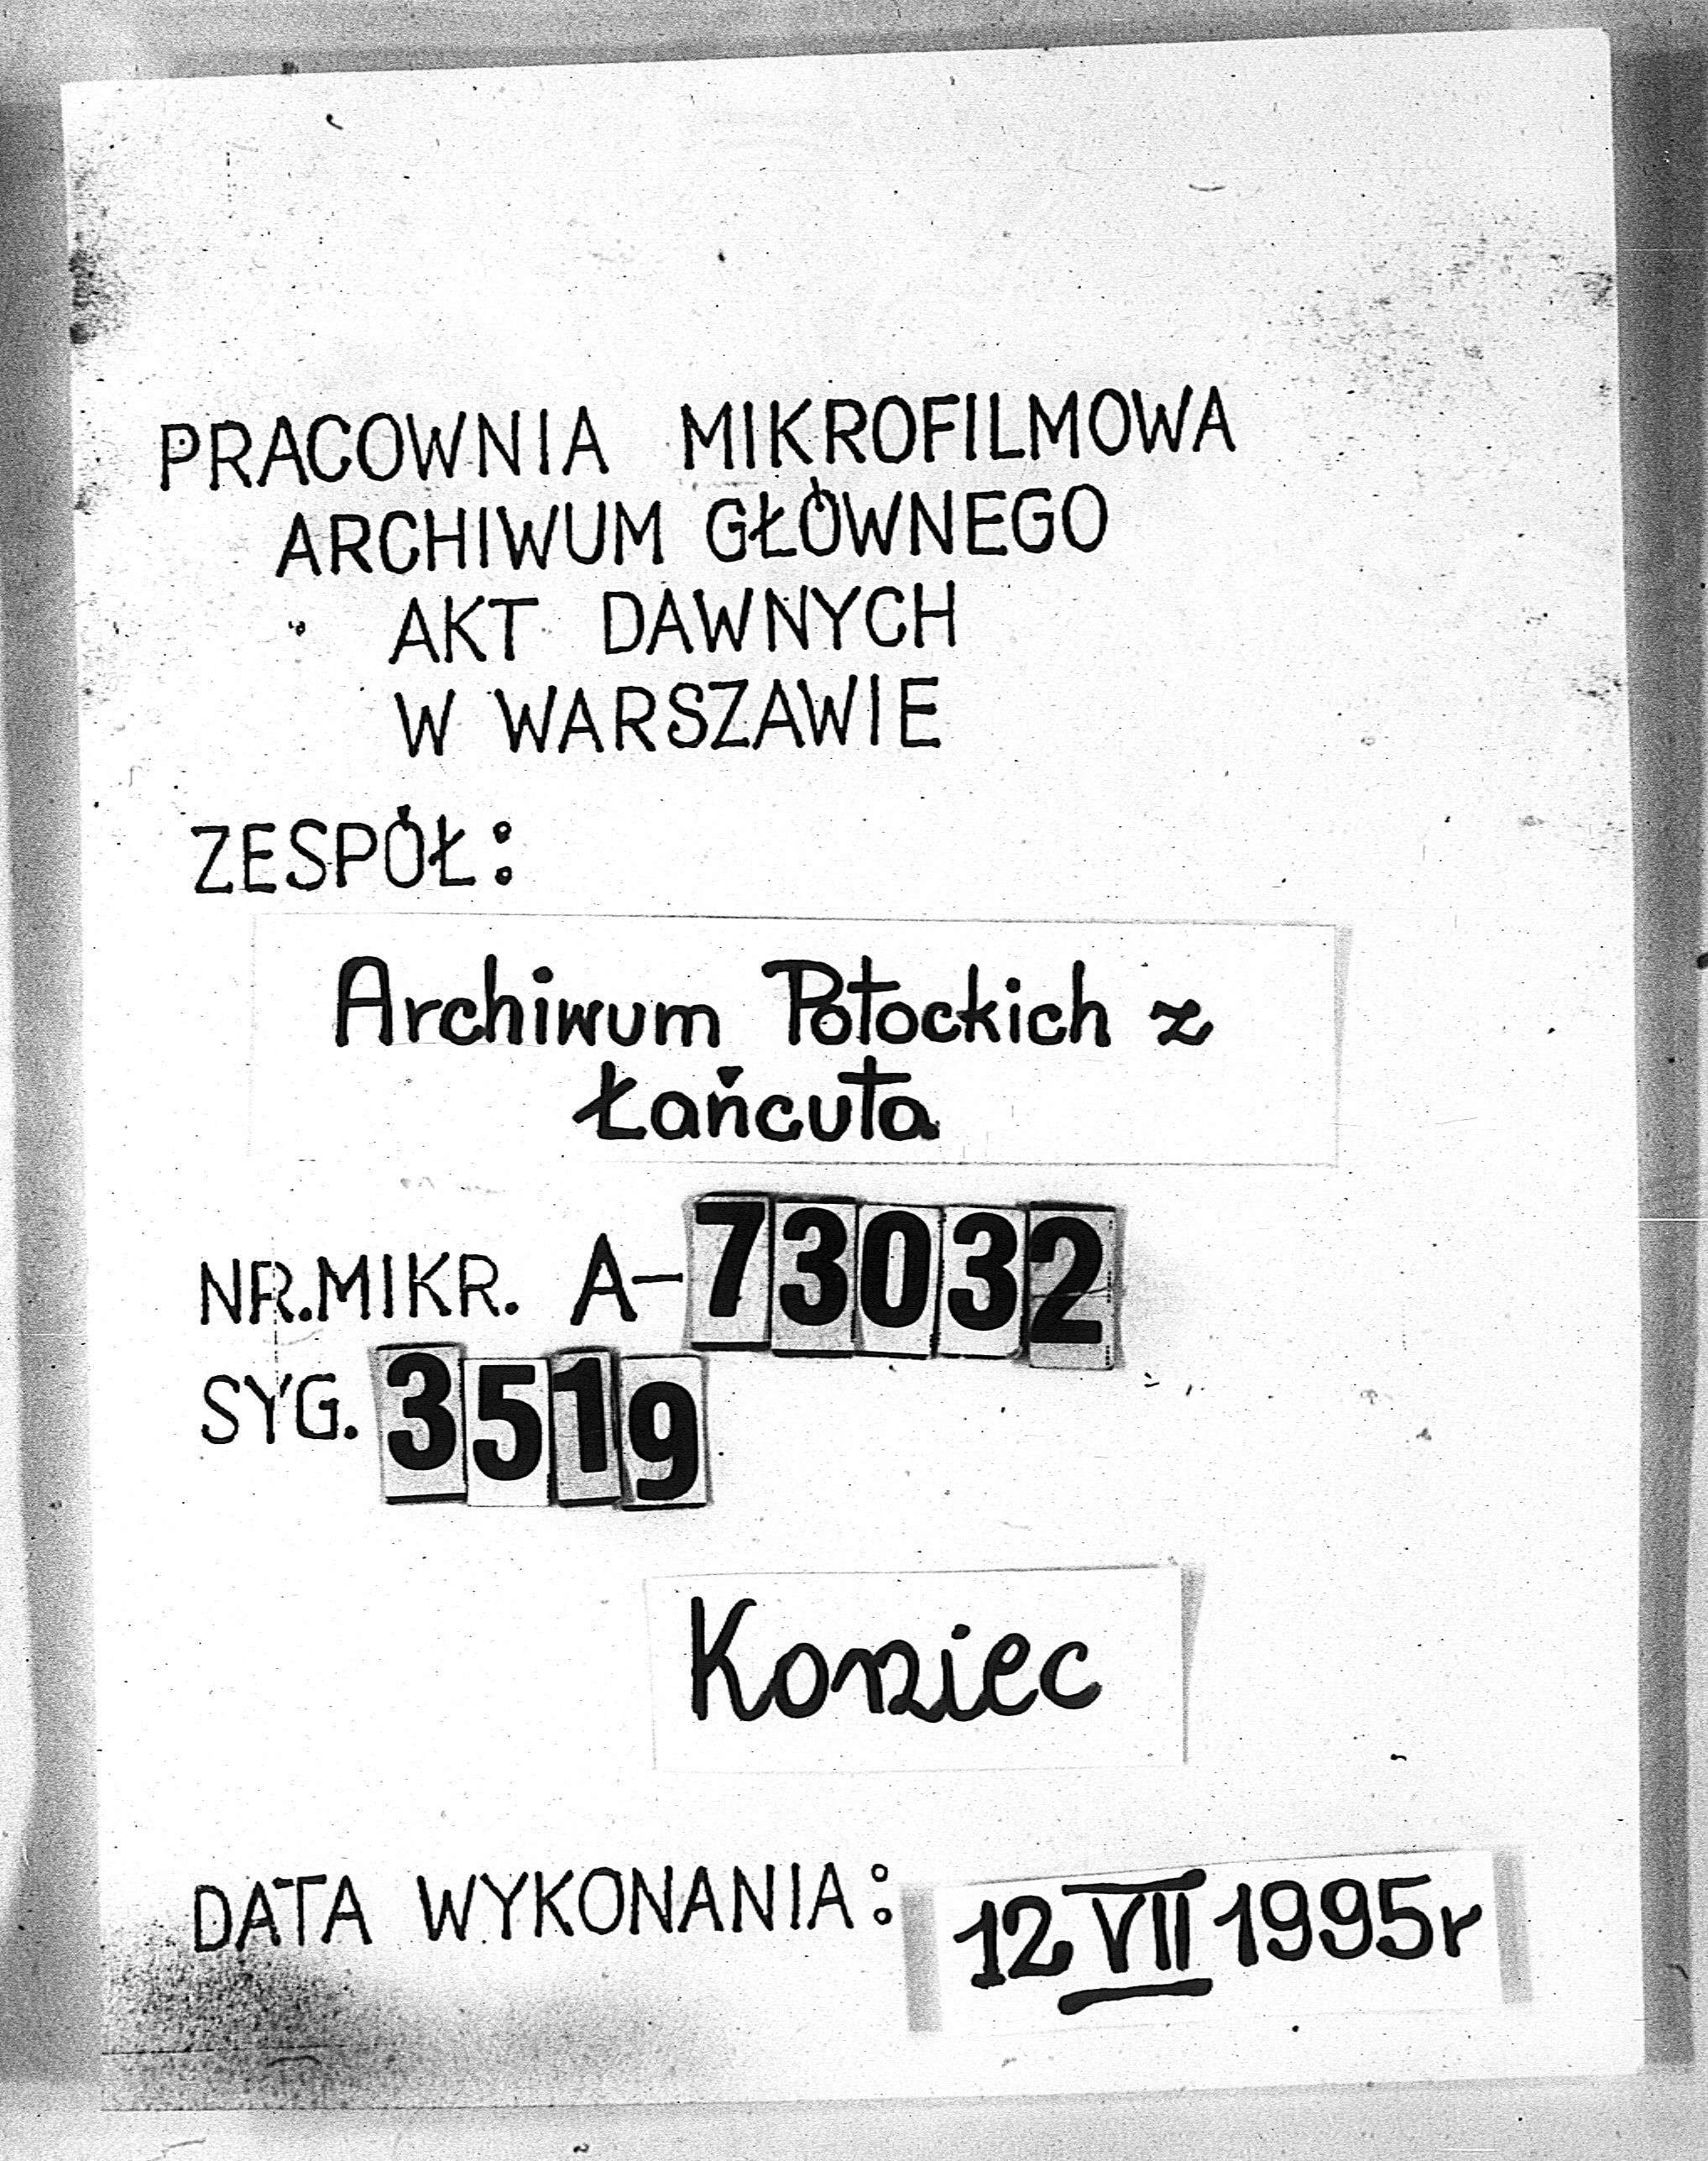 PRACOWNIA MIKROFILMOWA
ARCHIWUM GŁÓWNEGO
AKT DAWNYCH
W WARSZAWIE
ZESPÓŁ:
Archiwum Potockich z
Łańcuta
NR.MIKR. A-73032
SYG. 3519
Koniec
DATA WYKONANIA: 12 VII 1995r